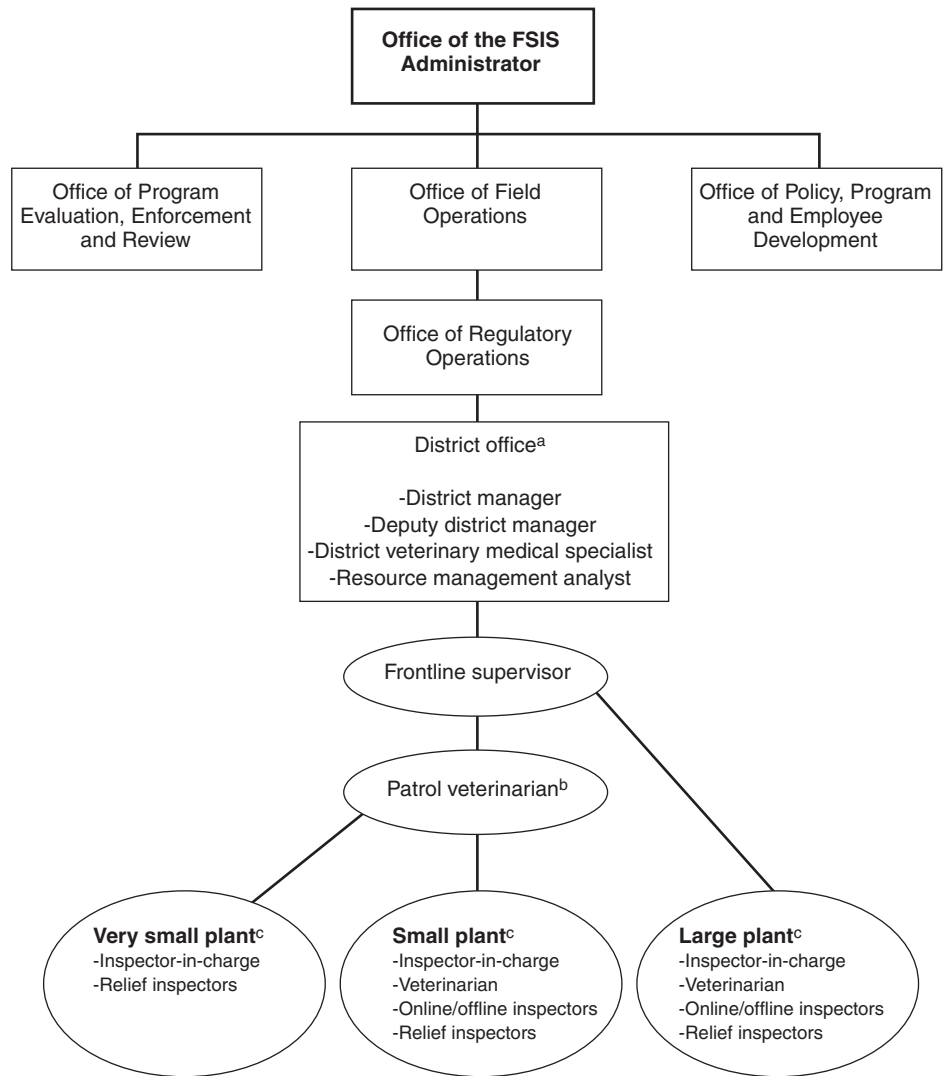 Office of the FSIS
Administrator
Office of Program
Evaluation, Enforcement
and Review
Office of Field
Operations
Office of Policy, Program
and Employee
Development
Office of Regulatory
Operations
District officeᵃ
-District manager
-Deputy district manager
-District veterinary medical specialist
-Resource management analyst
Frontline supervisor
Patrol veterinarianᵇ
Very small plantᶜ
-Inspector-in-charge
-Relief inspectors
Small plantᶜ
-Inspector-in-charge
-Veterinarian
-Online/offline inspectors
-Relief inspectors
Large plantᶜ
-Inspector-in-charge
-Veterinarian
-Online/offline inspectors
-Relief inspectors